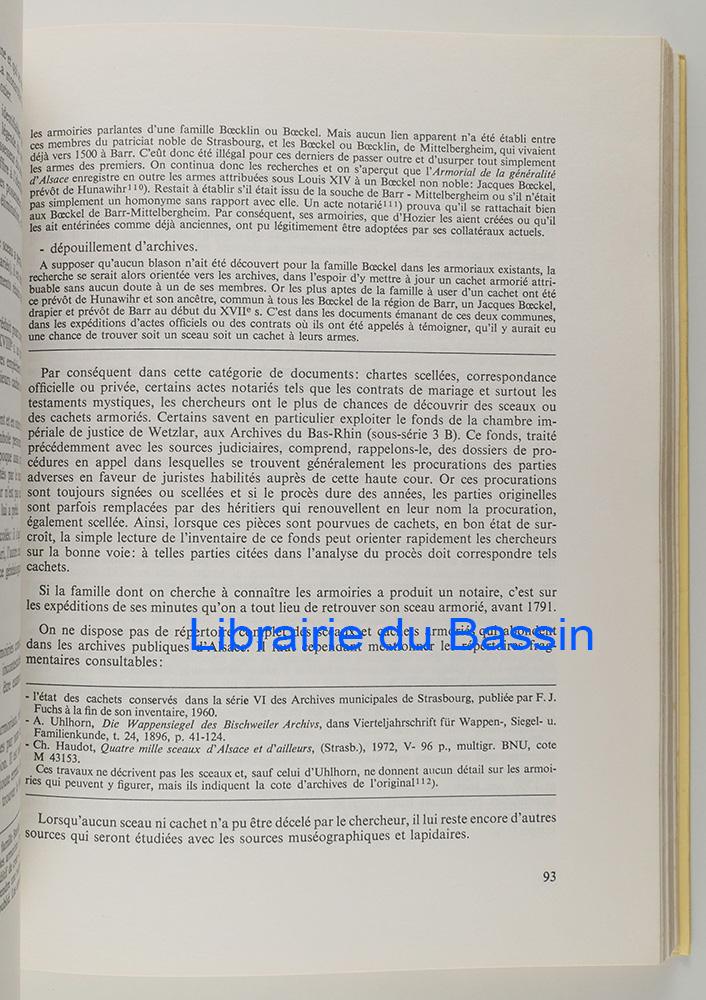 les armoiries parlantes d'une famille Bœcklin ou Bœckel. Mais aucun lien apparent n'a été établi entre
ces membres du patriciat noble de Strasbourg, et les Bœckel ou Bœcklin, de Mittelbergheim, qui vivaient
déjà vers 1500 à Barr. C'eût donc été illégal pour ces derniers de passer outre et d'usurper tout simplement
les armes des premiers. On continua donc les recherches et on s'aperçut que l'Armorial de la généralité
d'Alsace enregistre en outre les armes attribuées sous Louis XIV à un Bœckel non noble: Jacques Bœckel,
prévôt de Hunawihr110). Restait à établir s'il était issu de la souche de Barr - Mittelbergheim ou s'il n'était
pas simplement un homonyme sans rapport avec elle. Un acte notarié111) prouva qu'il se rattachait bien
aux Bœckel de Barr-Mittelbergheim. Par conséquent, ses armoiries, que d'Hozier les aient créées ou qu'il
les ait entérinées comme déjà anciennes, ont pu légitimement être adoptées par ses collatéraux actuels.
- dépouillement d'archives.
A supposer qu'aucun blason n'ait été découvert pour la famille Bœckel dans les armoriaux existants, la
recherche se serait alors orientée vers les archives, dans l'espoir d'y mettre à jour un cachet armorié attri-
buable sans aucun doute à un de ses membres. Or les plus aptes de la famille à user d'un cachet ont été
ce prévôt de Hunawihr et son ancêtre, commun à tous les Bœckel de la région de Barr, un Jacques Bœckel,
drapier et prévôt de Barr au début du XVIIe s. C'est dans les documents émanant de ces deux communes,
dans les expéditions d'actes officiels ou des contrats où ils ont été appelés à témoigner, qu'il y aurait eu
une chance de trouver soit un sceau soit un cachet à leurs armes.
Par conséquent dans cette catégorie de documents: chartes scellées, correspondance
officielle ou privée, certains actes notariés tels que les contrats de mariage et surtout les
testaments mystiques, les chercheurs ont le plus de chances de découvrir des sceaux ou
des cachets armoriés. Certains savent en particulier exploiter le fonds de la chambre im-
périale de justice de Wetzlar, aux Archives du Bas-Rhin (sous-série 3 B). Ce fonds, traité
précédemment avec les sources judiciaires, comprend, rappelons-le, des dossiers de pro-
cédures en appel dans lesquelles se trouvent généralement les procurations des parties
adverses en faveur de juristes habilités auprès de cette haute cour. Or ces procurations
sont toujours signées ou scellées et si le procès dure des années, les parties originelles
sont parfois remplacées par des héritiers qui renouvellent en leur nom la procuration,
également scellée. Ainsi, lorsque ces pièces sont pourvues de cachets, en bon état de sur-
croît, la simple lecture de l'inventaire de ce fonds peut orienter rapidement les chercheurs
sur la bonne voie: à telles parties citées dans l'analyse du procès doit correspondre tels
cachets.
Si la famille dont on cherche à connaître les armoiries a produit un notaire, c'est sur
les expéditions de ses minutes qu'on a tout lieu de retrouver son sceau armorié, avant 1791.
On ne dispose pas de répertoire complet des sceaux et cachets armoriés qui abondent
dans les archives publiques d'Alsace. Il faut cependant mentionner les répertoires frag-
mentaires consultables:
Librairie du Bassin
- l'état des cachets conservés dans la série VI des Archives municipales de Strasbourg, publiée par F. J.
Fuchs à la fin de son inventaire, 1960.
- A. Uhlhorn, Die Wappensiegel des Bischweiler Archivs, dans Vierteljahrschrift für Wappen-, Siegel- u.
Familienkunde, t. 24, 1896, p. 41-124.
- Ch. Haudot, Quatre mille sceaux d'Alsace et d'ailleurs, (Strasb.), 1972, V- 96 p., multigr. BNU, cote
M 43153.
Ces travaux ne décrivent pas les sceaux et, sauf celui d'Uhlhorn, ne donnent aucun détail sur les armoi-
ries qui peuvent y figurer, mais ils indiquent la cote d'archives de l'original112).
Lorsqu'aucun sceau ni cachet n'a pu être décelé par le chercheur, il lui reste encore d'autres
sources qui seront étudiées avec les sources muséographiques et lapidaires.
93